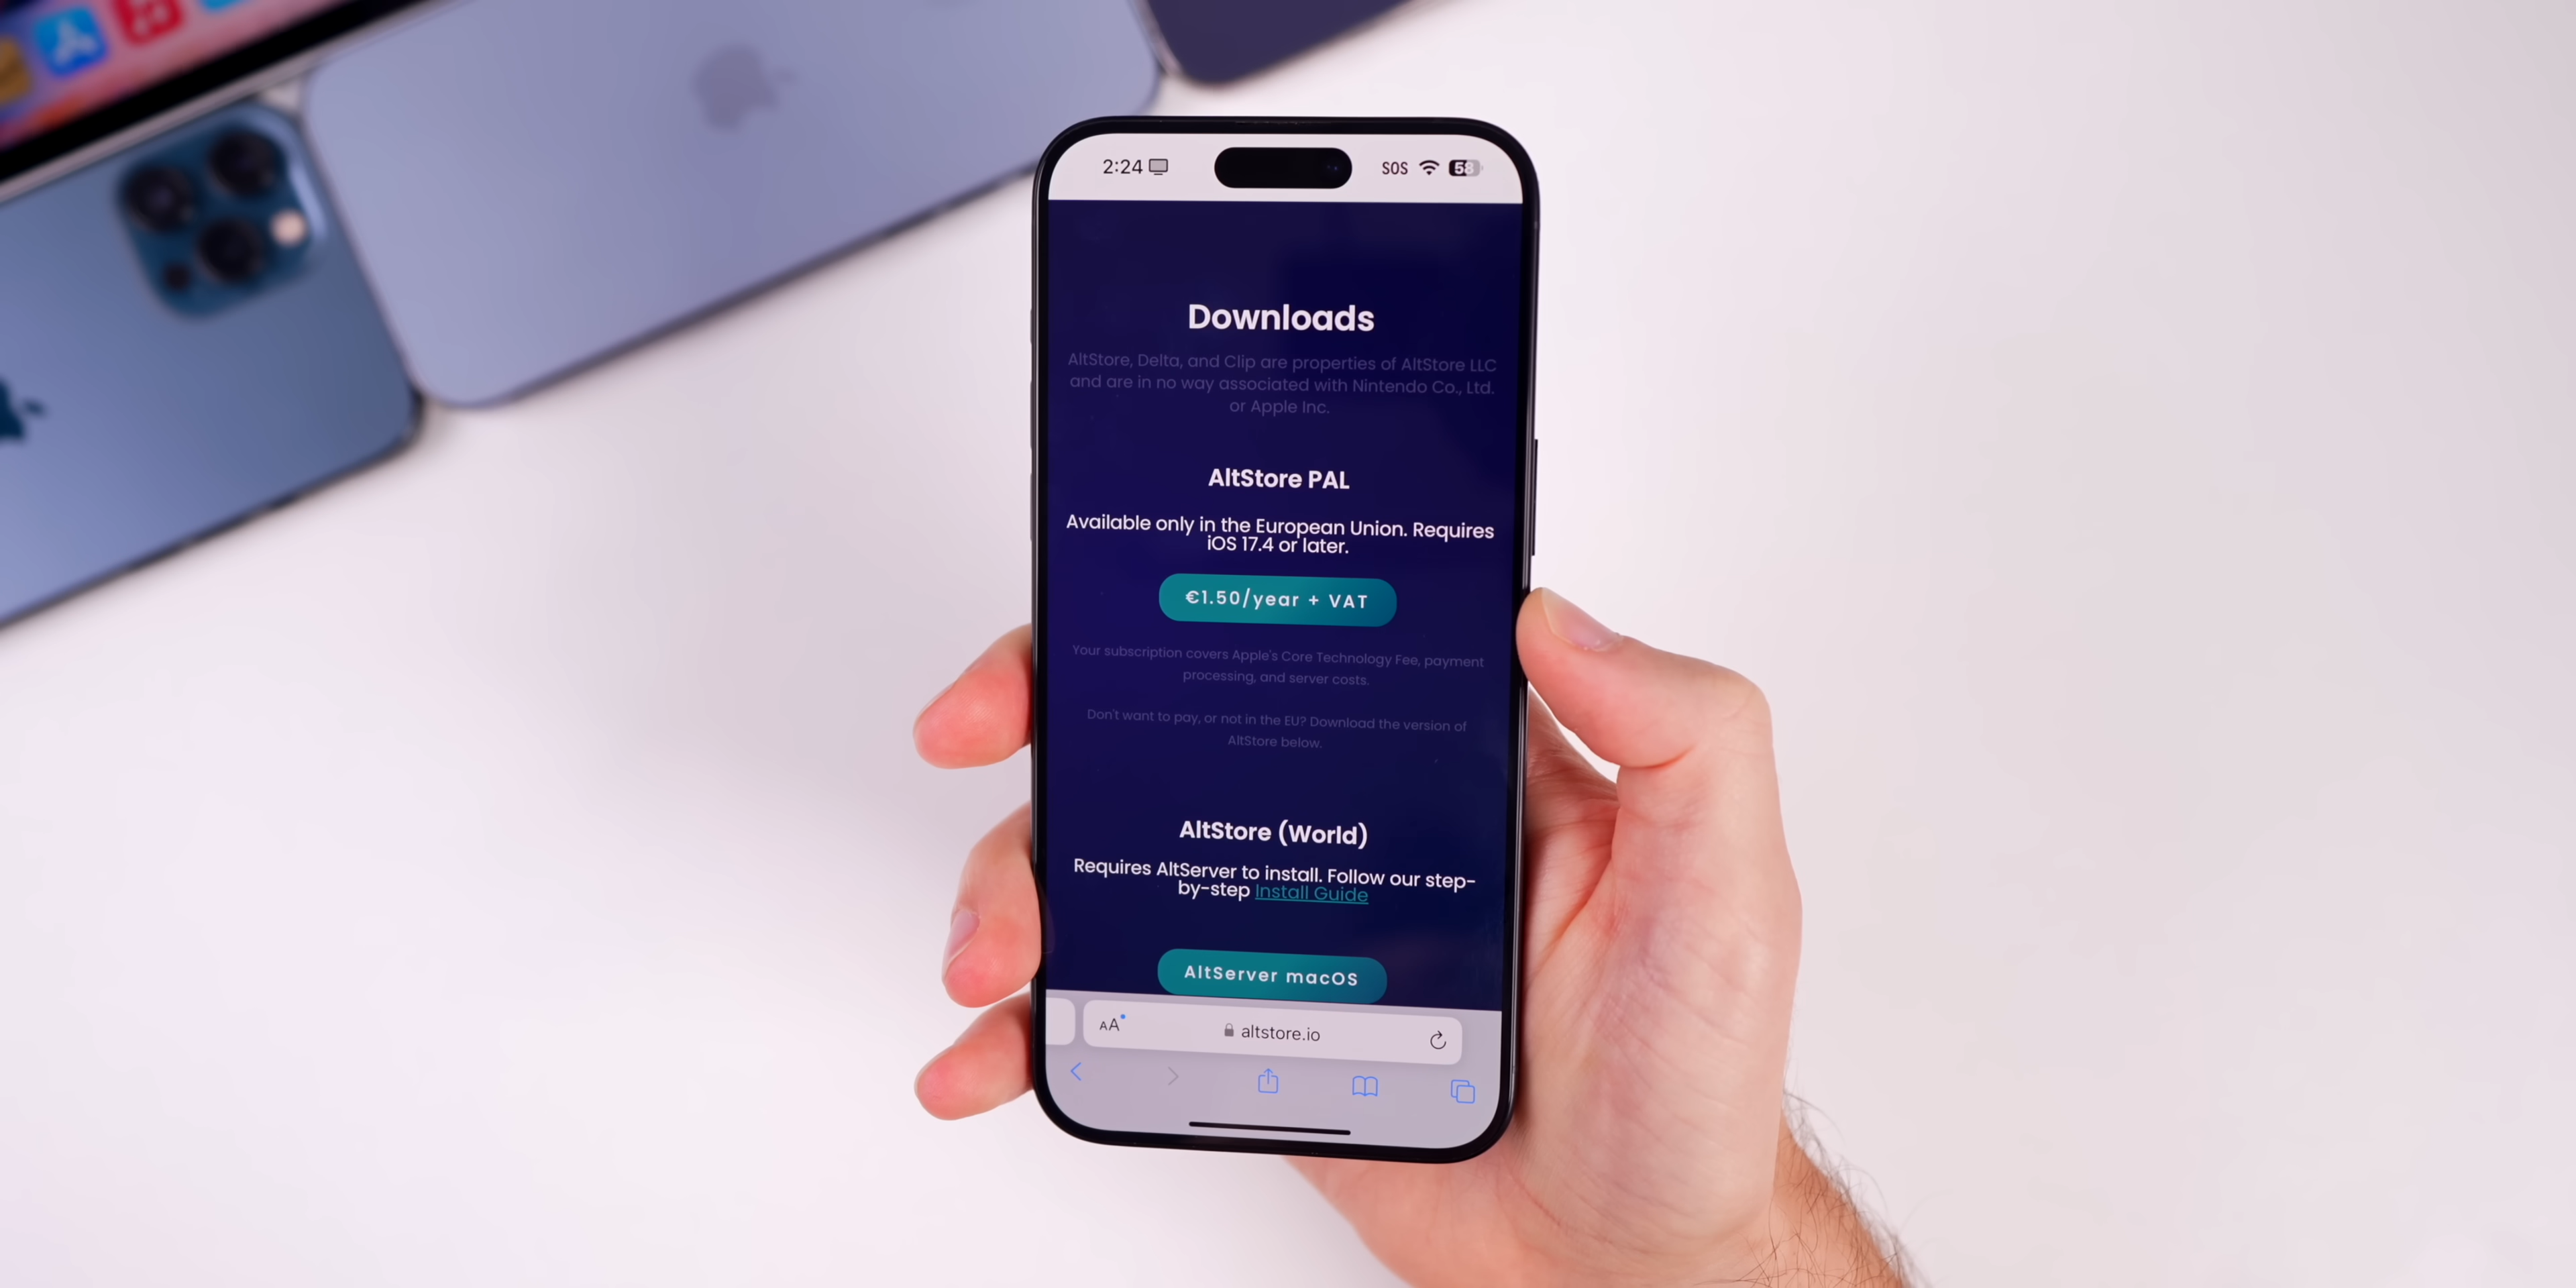 2:24
SOS
58
Downloads
AltStore, Delta, and Clip are properties of AltStore LLC
and are in no way associated with Nintendo Co., Ltd.
or Apple Inc.
AltStore PAL
Available only in the European Union. Requires
iOS 17.4 or later.
€1.50/year + VAT
Your subscription covers Apple's Core Technology Fee, payment
processing, and server costs.
Don't want to pay, or not in the EU? Download the version of
AltStore below.
AltStore (World)
Requires AltServer to install. Follow our step-
by-step Install Guide
AltServer macOS
AA
altstore.io